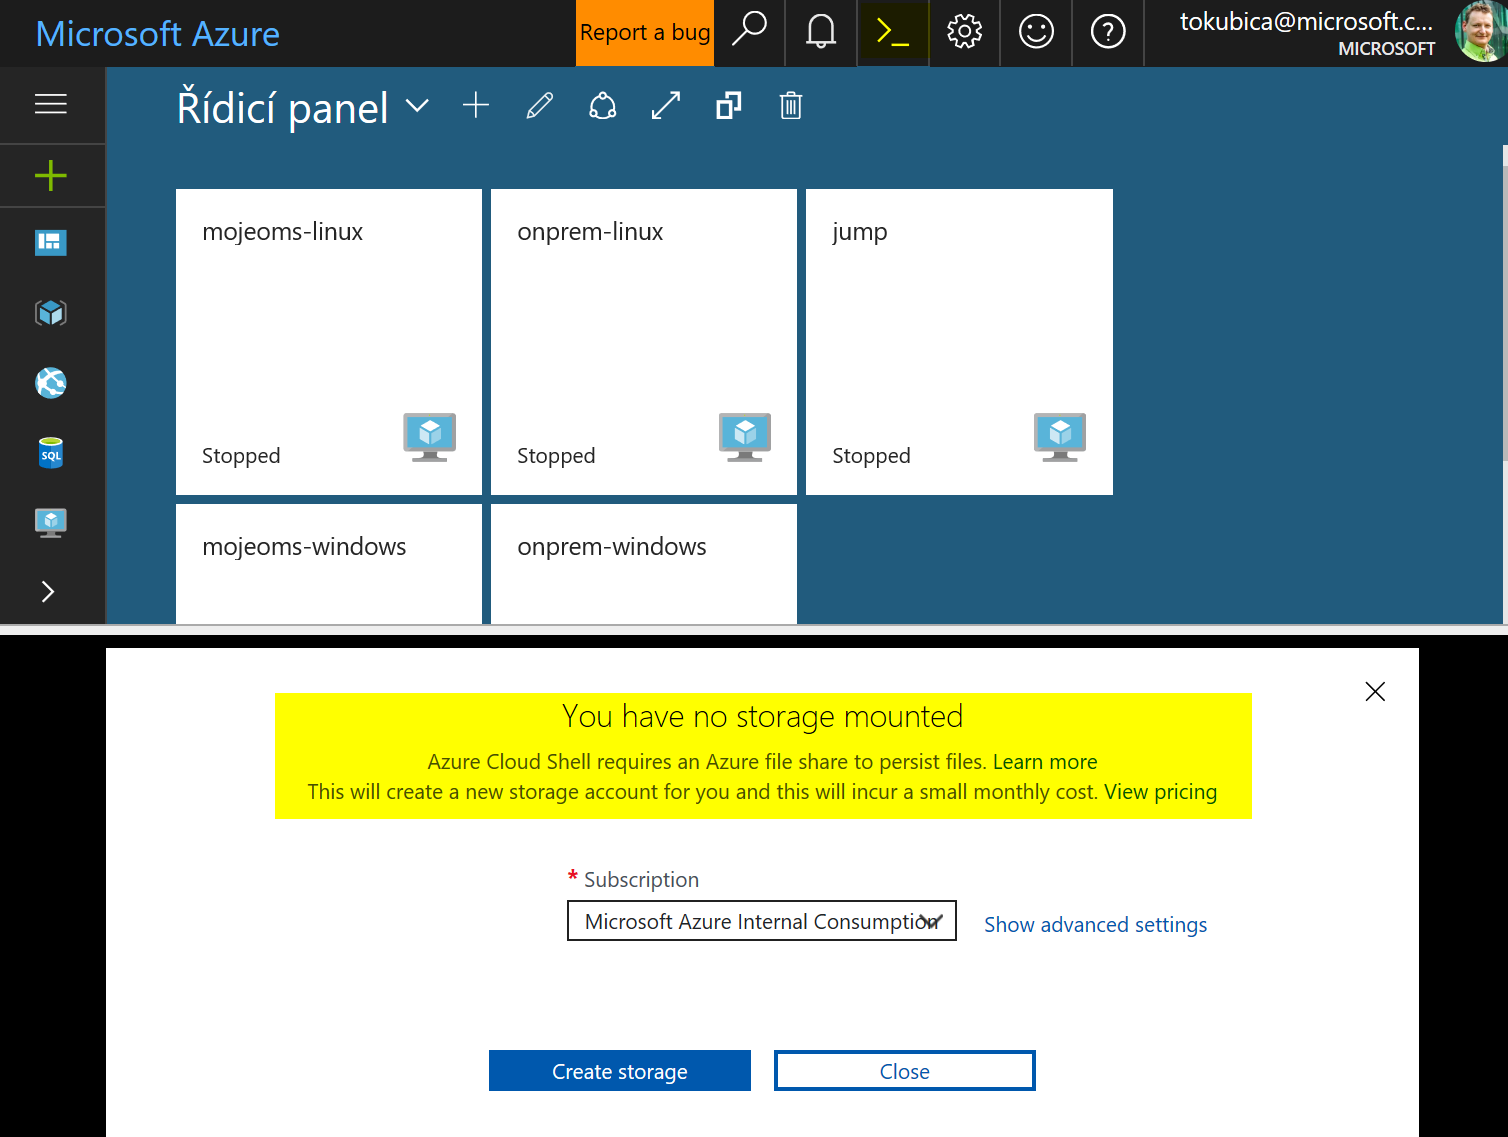 Microsoft Azure
Report a bug
tokubica@microsoft.c...
MICROSOFT
Řídicí panel
mojeoms-linux
Stopped
onprem-linux
Stopped
jump
Stopped
mojeoms-windows
onprem-windows
SQL
You have no storage mounted
Azure Cloud Shell requires an Azure file share to persist files. Learn more
This will create a new storage account for you and this will incur a small monthly cost. View pricing
* Subscription
Microsoft Azure Internal Consumption
Show advanced settings
Create storage
Close